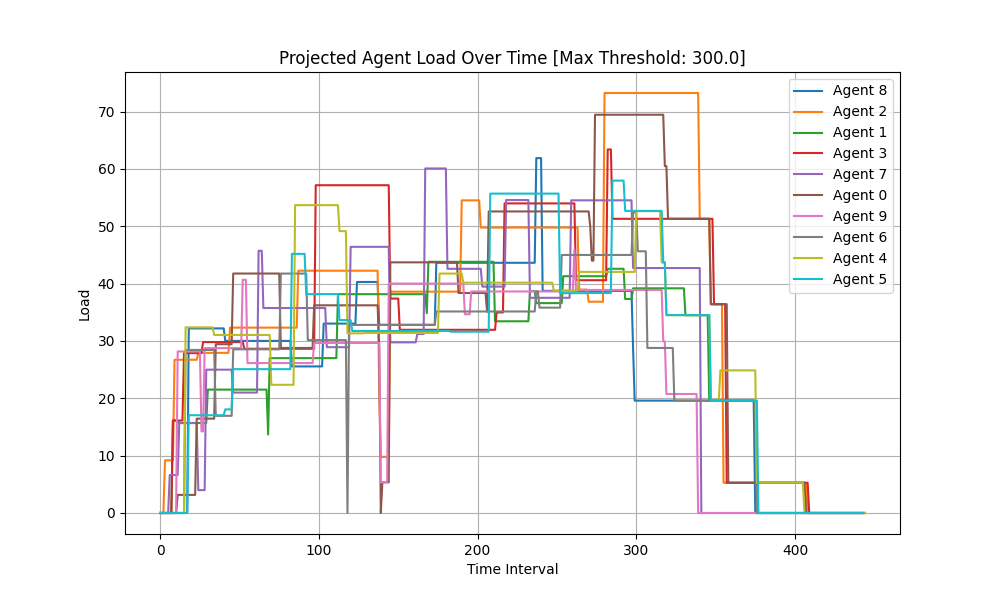 Projected Agent Load Over Time [Max Threshold: 300.0]
Load
70
60
50
40
30
20
10
0
0 100 200 300 400
Time Interval
Agent 8
Agent 2
Agent 1
Agent 3
Agent 7
Agent 0
Agent 9
Agent 6
Agent 4
Agent 5